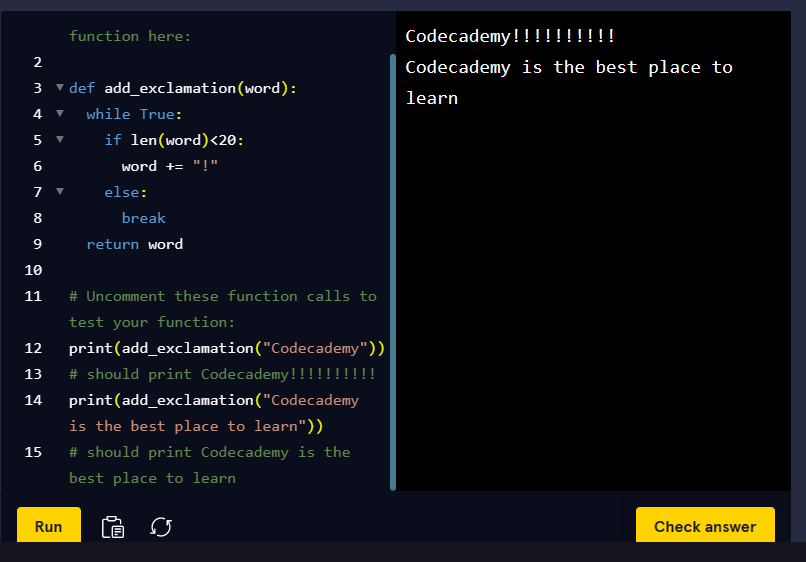 function here:
2
3 def add_exclamation(word):
4 while True:
5 if len(word)<20:
6 word += "!"
7 else:
8 break
9 return word
10
11 # Uncomment these function calls to
test your function:
12 print(add_exclamation("Codecademy"))
13 # should print Codecademy!!!!!!!!!!
14 print(add_exclamation("Codecademy
is the best place to learn"))
15 # should print Codecademy is the
best place to learn
Codecademy!!!!!!!!!!
Codecademy is the best place to
learn
Run
Check answer